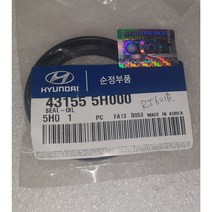 HYUNDAI
순정부품
43155 5H000
SEAL-OIL
5H0 1 PC FA13 D053 MADE IN KOREA